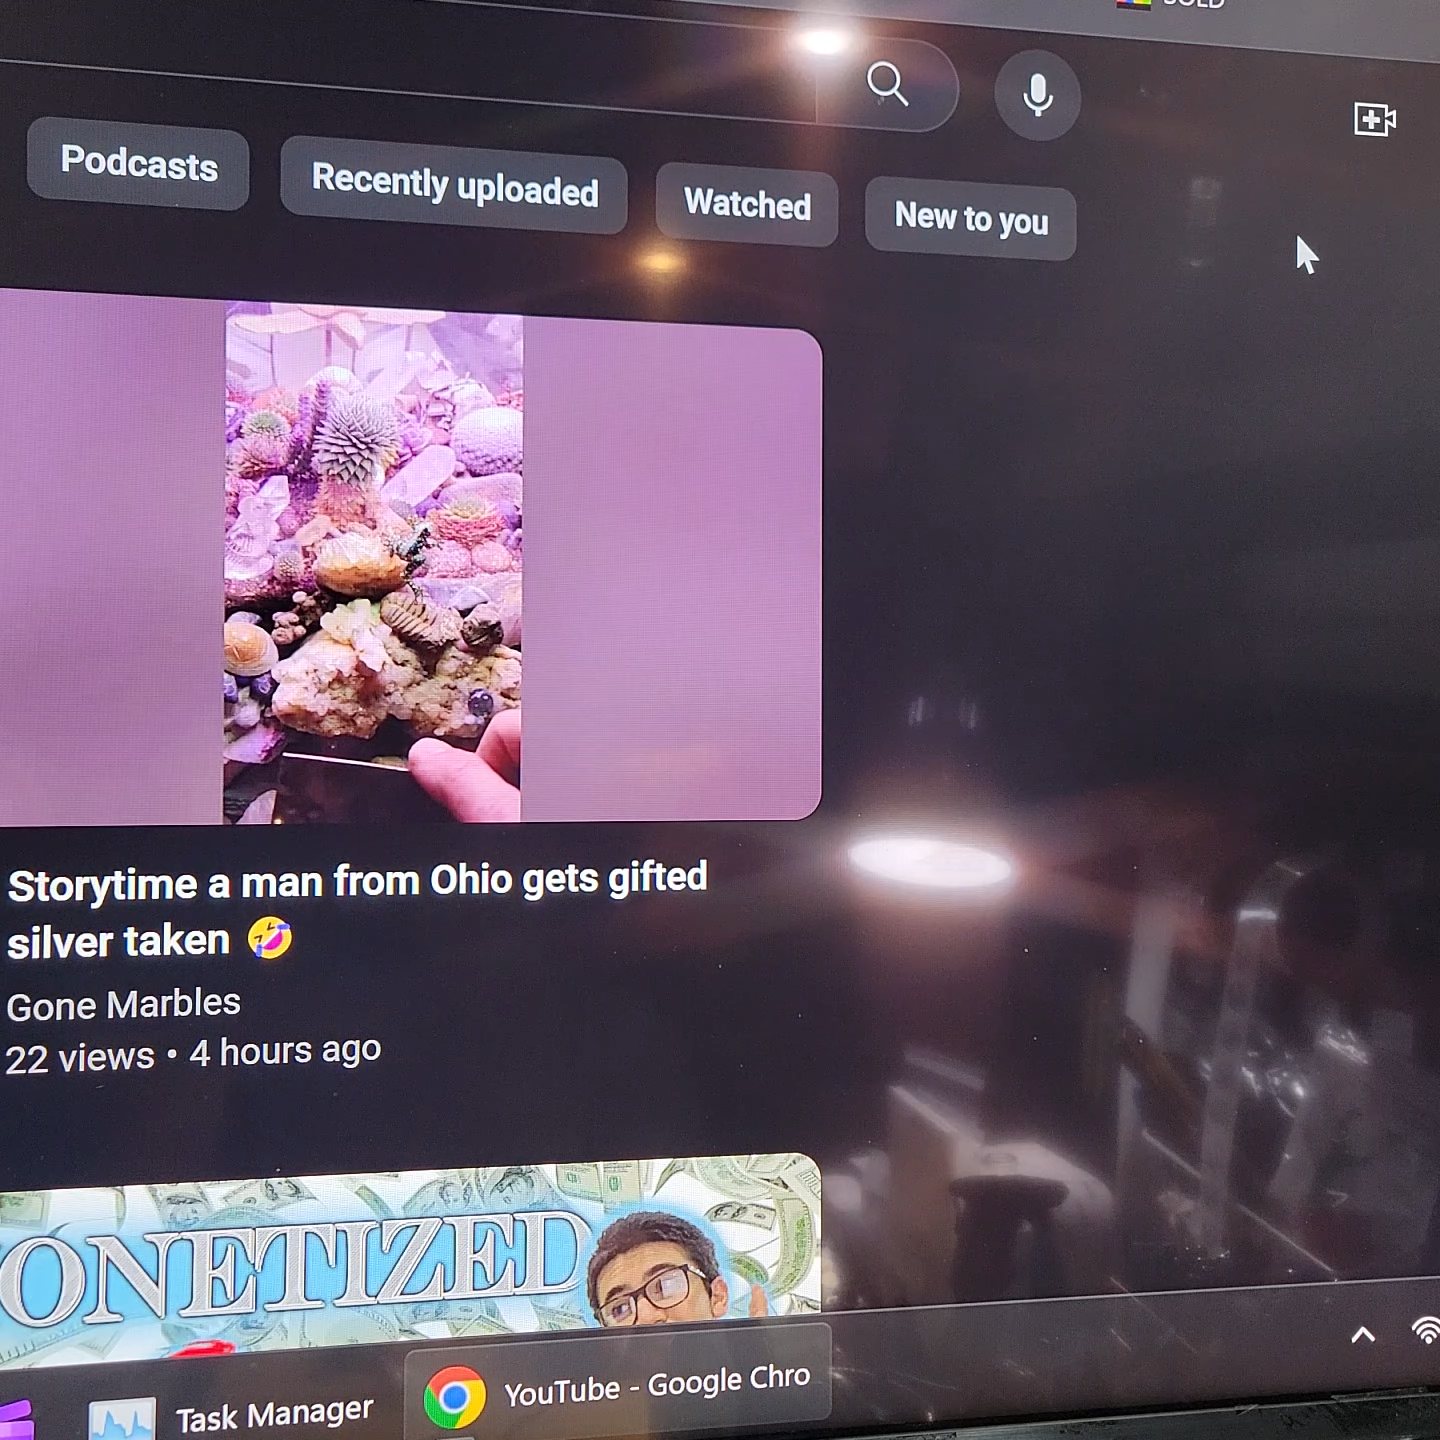 SOLD
Podcasts
Recently uploaded
Watched
New to you
Storytime a man from Ohio gets gifted
silver taken 🤣
Gone Marbles
22 views • 4 hours ago
ONETIZED
Task Manager
YouTube - Google Chro